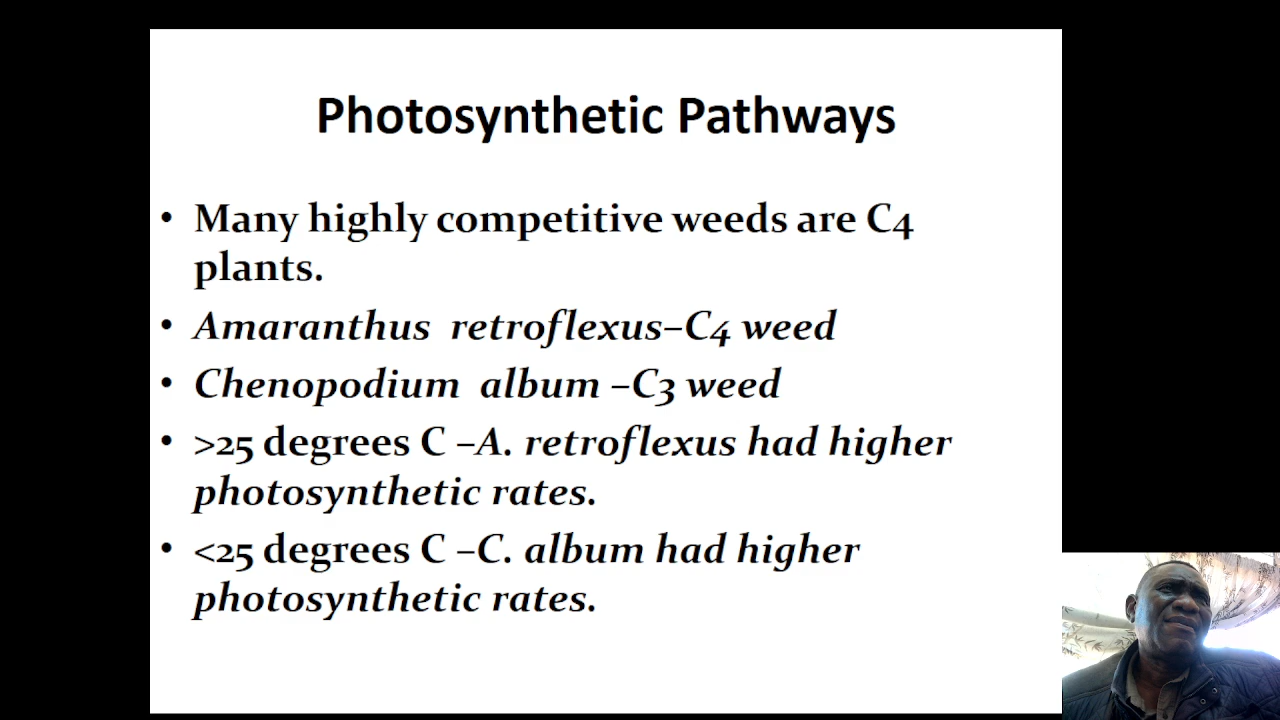 Photosynthetic Pathways
• Many highly competitive weeds are C4
plants.
• Amaranthus retroflexus–C4 weed
• Chenopodium album –C3 weed
• >25 degrees C –A. retroflexus had higher
photosynthetic rates.
• <25 degrees C –C. album had higher
photosynthetic rates.